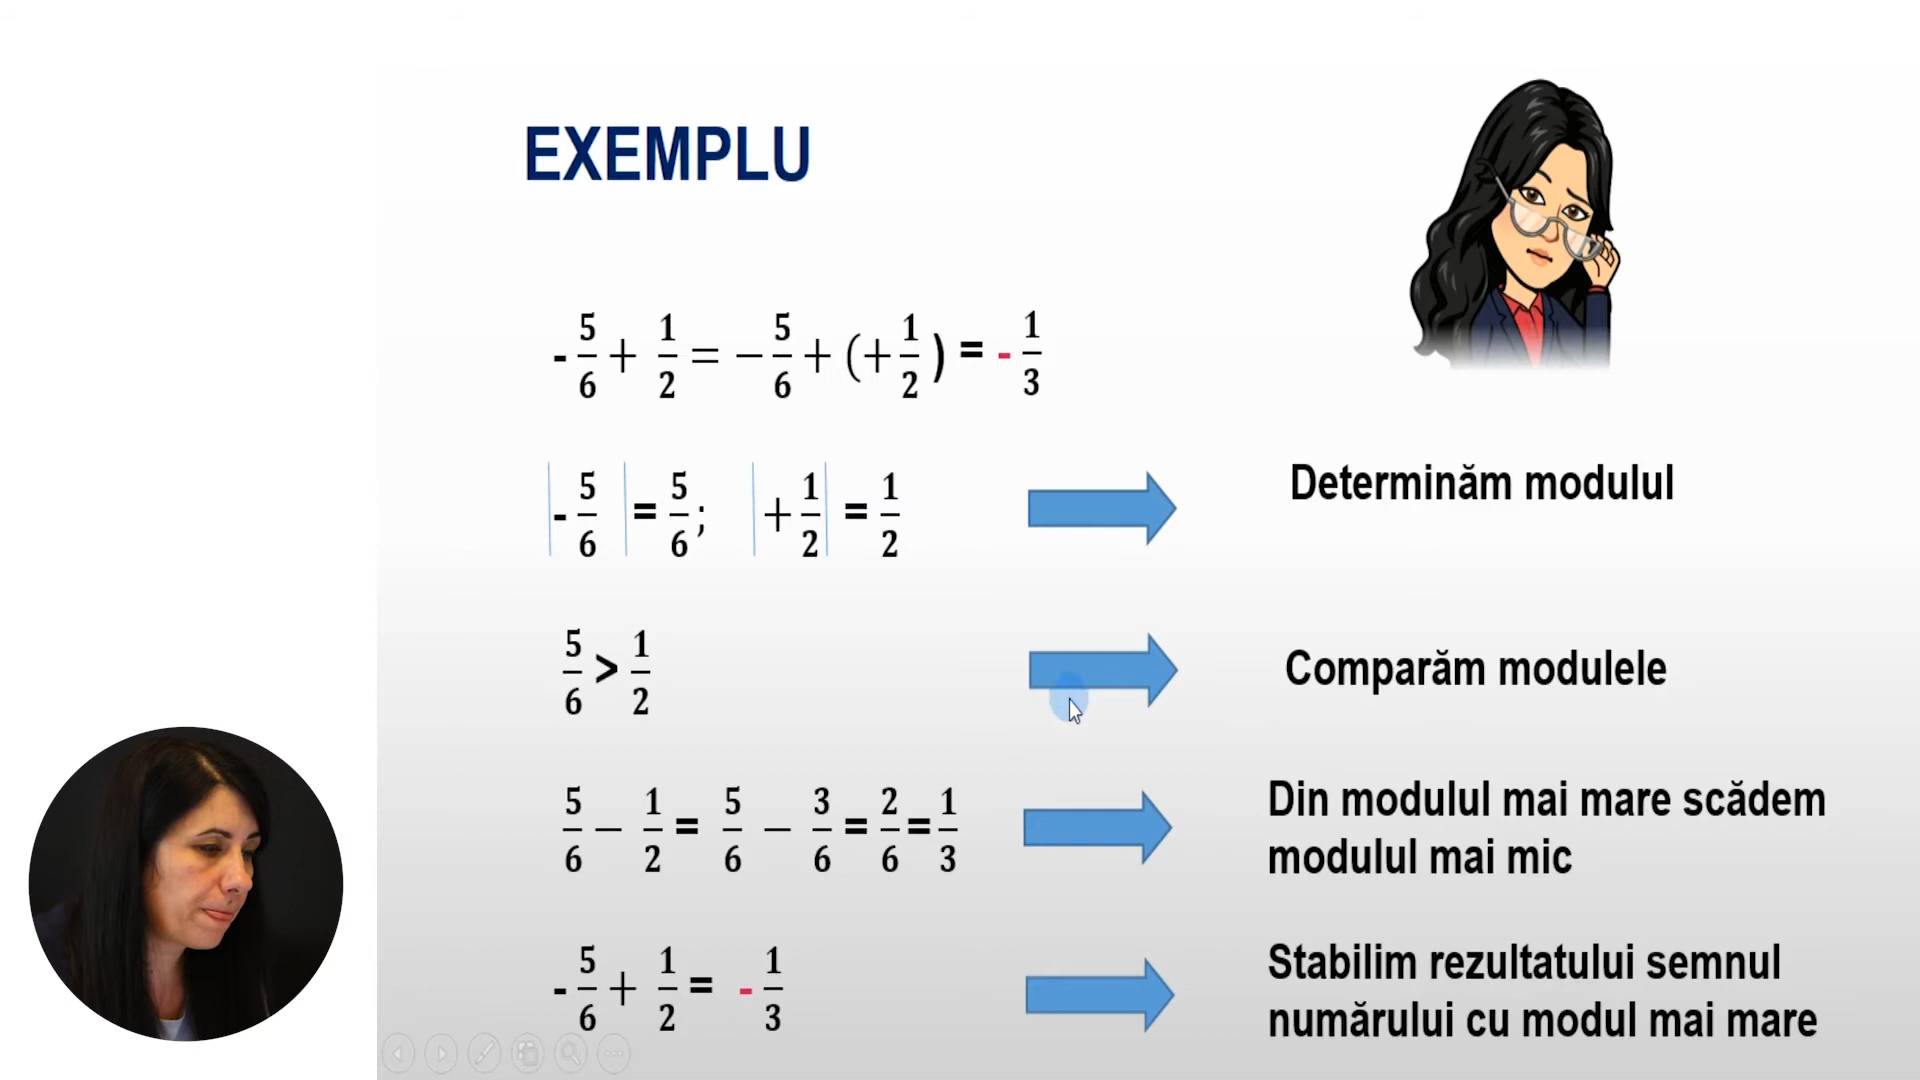 EXEMPLU
- 5/6 + 1/2 = − 5/6 + (+ 1/2) = - 1/3
|- 5/6| = 5/6; |+ 1/2| = 1/2
Determinăm modulul
5/6 > 1/2
Comparăm modulele
5/6 − 1/2 = 5/6 − 3/6 = 2/6 = 1/3
Din modulul mai mare scădem
modulul mai mic
- 5/6 + 1/2 = - 1/3
Stabilim rezultatului semnul
numărului cu modul mai mare